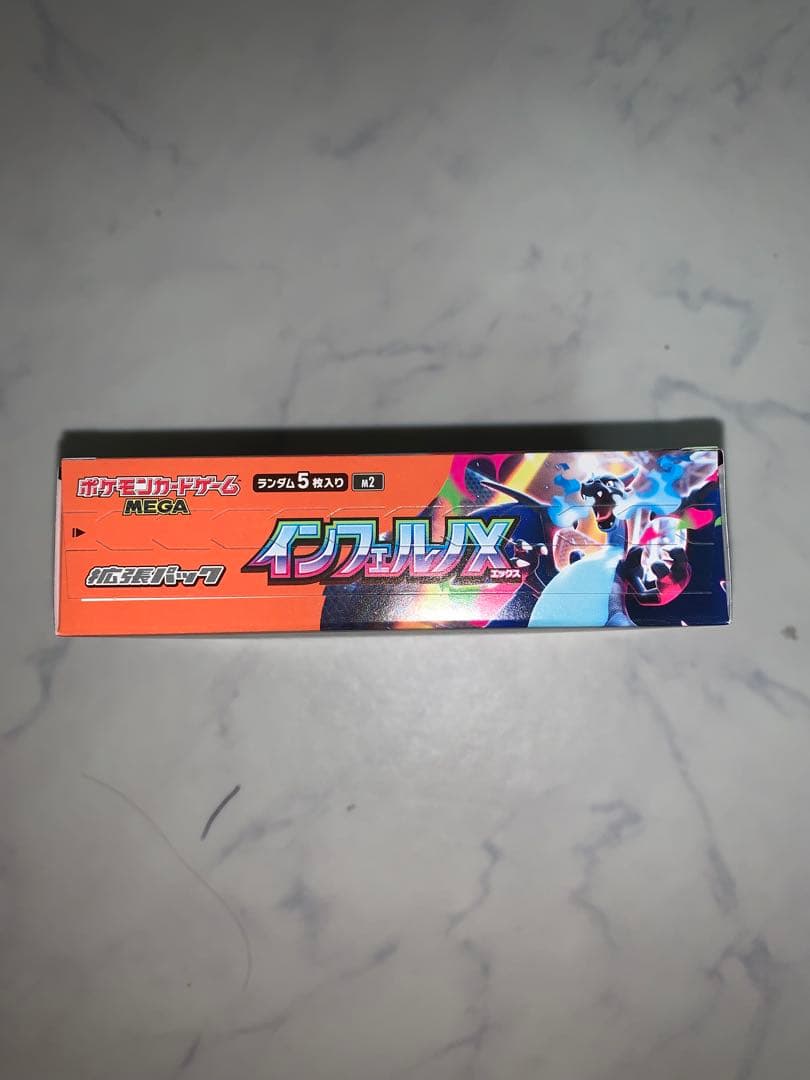 ポケモンカードゲーム
MEGA
ランダム5枚入り M2
インフェルノX
エックス
拡張パック